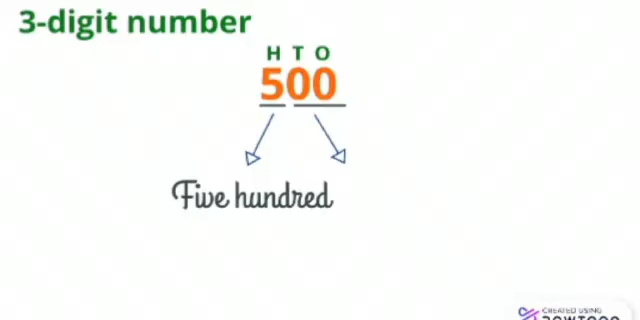 3-digit number
H T O
500
Five hundred
CREATED USING